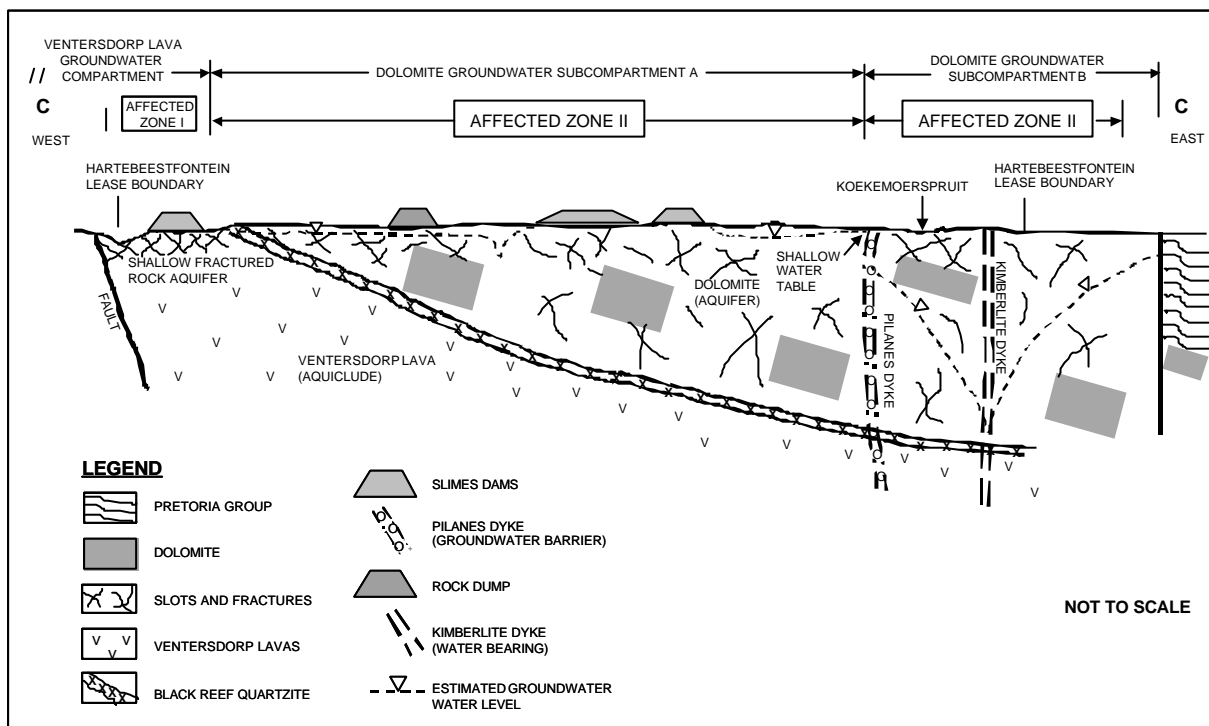 VENTERSDORP LAVA
GROUNDWATER
COMPARTMENT
DOLOMITE GROUNDWATER SUBCOMPARTMENT A
DOLOMITE GROUNDWATER
SUBCOMPARTMENT B
C
WEST
AFFECTED
ZONE I
AFFECTED ZONE II
AFFECTED ZONE II
C
EAST
HARTEBEESTFONTEIN
LEASE BOUNDARY
KOEKEMOERSPRUIT
HARTEBEESTFONTEIN
LEASE BOUNDARY
SHALLOW FRACTURED
ROCK AQUIFER
FAULT
DOLOMITE
(AQUIFER)
SHALLOW
WATER
TABLE
PILANES DYKE
KIMBERLITE DYKE
VENTERSDORP LAVA
(AQUICLUDE)
LEGEND
PRETORIA GROUP
DOLOMITE
SLOTS AND FRACTURES
VENTERSDORP LAVAS
BLACK REEF QUARTZITE
SLIMES DAMS
PILANES DYKE
(GROUNDWATER BARRIER)
ROCK DUMP
KIMBERLITE DYKE
(WATER BEARING)
ESTIMATED GROUNDWATER
WATER LEVEL
NOT TO SCALE